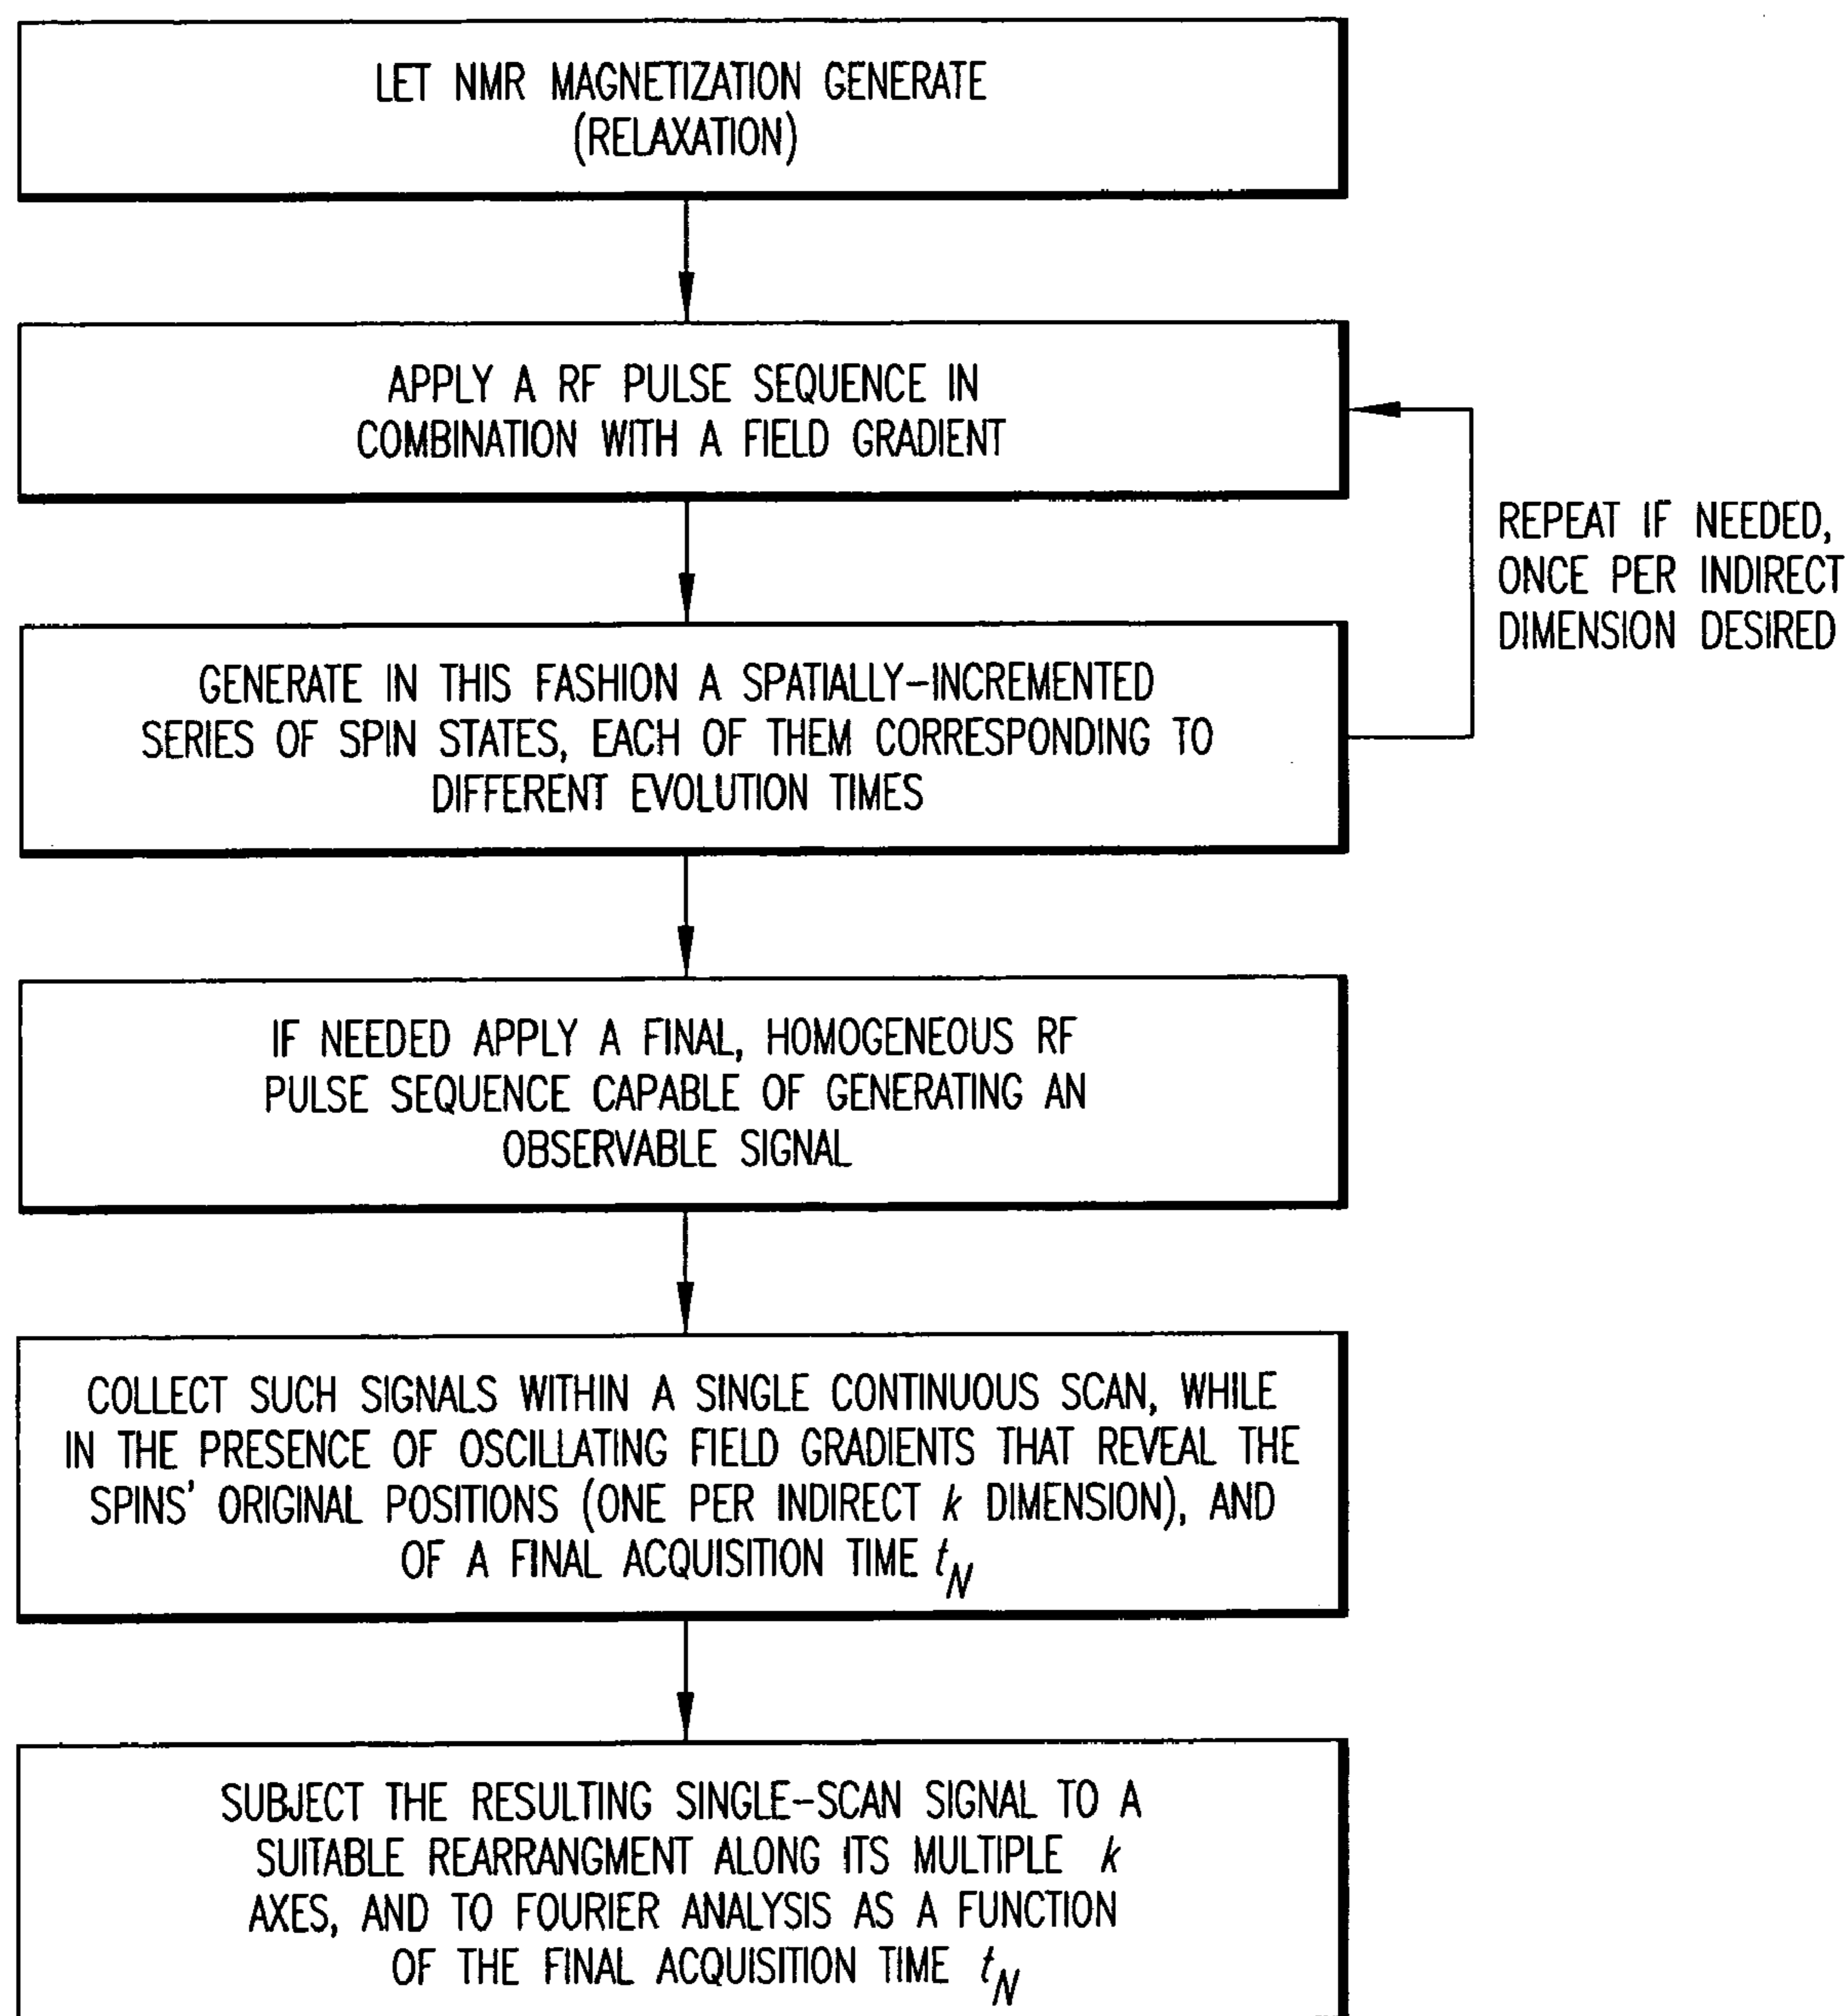 LET NMR MAGNETIZATION GENERATE
(RELAXATION)
APPLY A RF PULSE SEQUENCE IN
COMBINATION WITH A FIELD GRADIENT
REPEAT IF NEEDED,
ONCE PER INDIRECT
DIMENSION DESIRED
GENERATE IN THIS FASHION A SPATIALLY-INCREMENTED
SERIES OF SPIN STATES, EACH OF THEM CORRESPONDING TO
DIFFERENT EVOLUTION TIMES
IF NEEDED APPLY A FINAL, HOMOGENEOUS RF
PULSE SEQUENCE CAPABLE OF GENERATING AN
OBSERVABLE SIGNAL
COLLECT SUCH SIGNALS WITHIN A SINGLE CONTINUOUS SCAN, WHILE
IN THE PRESENCE OF OSCILLATING FIELD GRADIENTS THAT REVEAL THE
SPINS' ORIGINAL POSITIONS (ONE PER INDIRECT k DIMENSION), AND
OF A FINAL ACQUISITION TIME tN
SUBJECT THE RESULTING SINGLE-SCAN SIGNAL TO A
SUITABLE REARRANGMENT ALONG ITS MULTIPLE k
AXES, AND TO FOURIER ANALYSIS AS A FUNCTION
OF THE FINAL ACQUISITION TIME tN